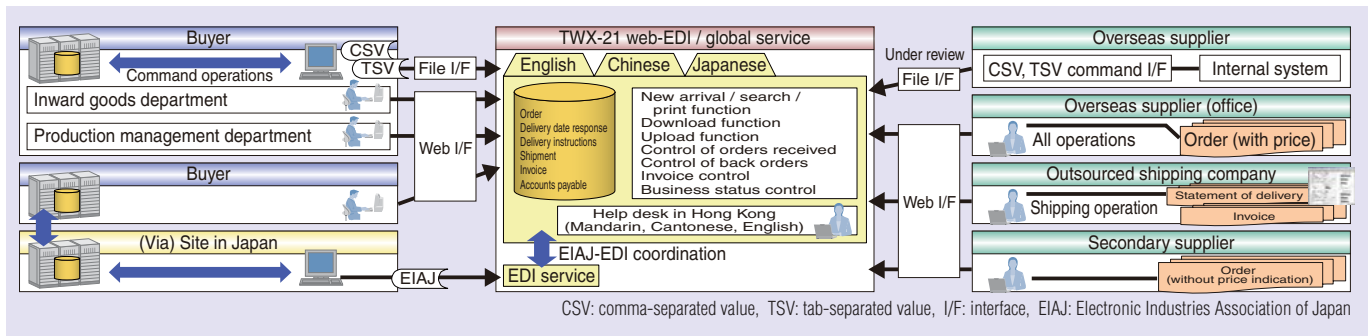 Buyer
Command operations
CSV
TSV
File I/F
Inward goods department
Production management department
Web I/F
Buyer
(Via) Site in Japan
EIAJ
TWX-21 web-EDI / global service
English
Chinese
Japanese
Order
Delivery date response
Delivery instructions
Shipment
Invoice
Accounts payable
New arrival / search /
print function
Download function
Upload function
Control of orders received
Control of back orders
Invoice control
Business status control
Help desk in Hong Kong
(Mandarin, Cantonese, English)
EIAJ-EDI coordination
EDI service
Under review
File I/F
Web I/F
Overseas supplier
CSV, TSV command I/F
Internal system
Overseas supplier (office)
All operations
Order (with price)
Outsourced shipping company
Statement of delivery
Shipping operation
Invoice
Secondary supplier
Order
(without price indication)
CSV: comma-separated value, TSV: tab-separated value, I/F: interface, EIAJ: Electronic Industries Association of Japan